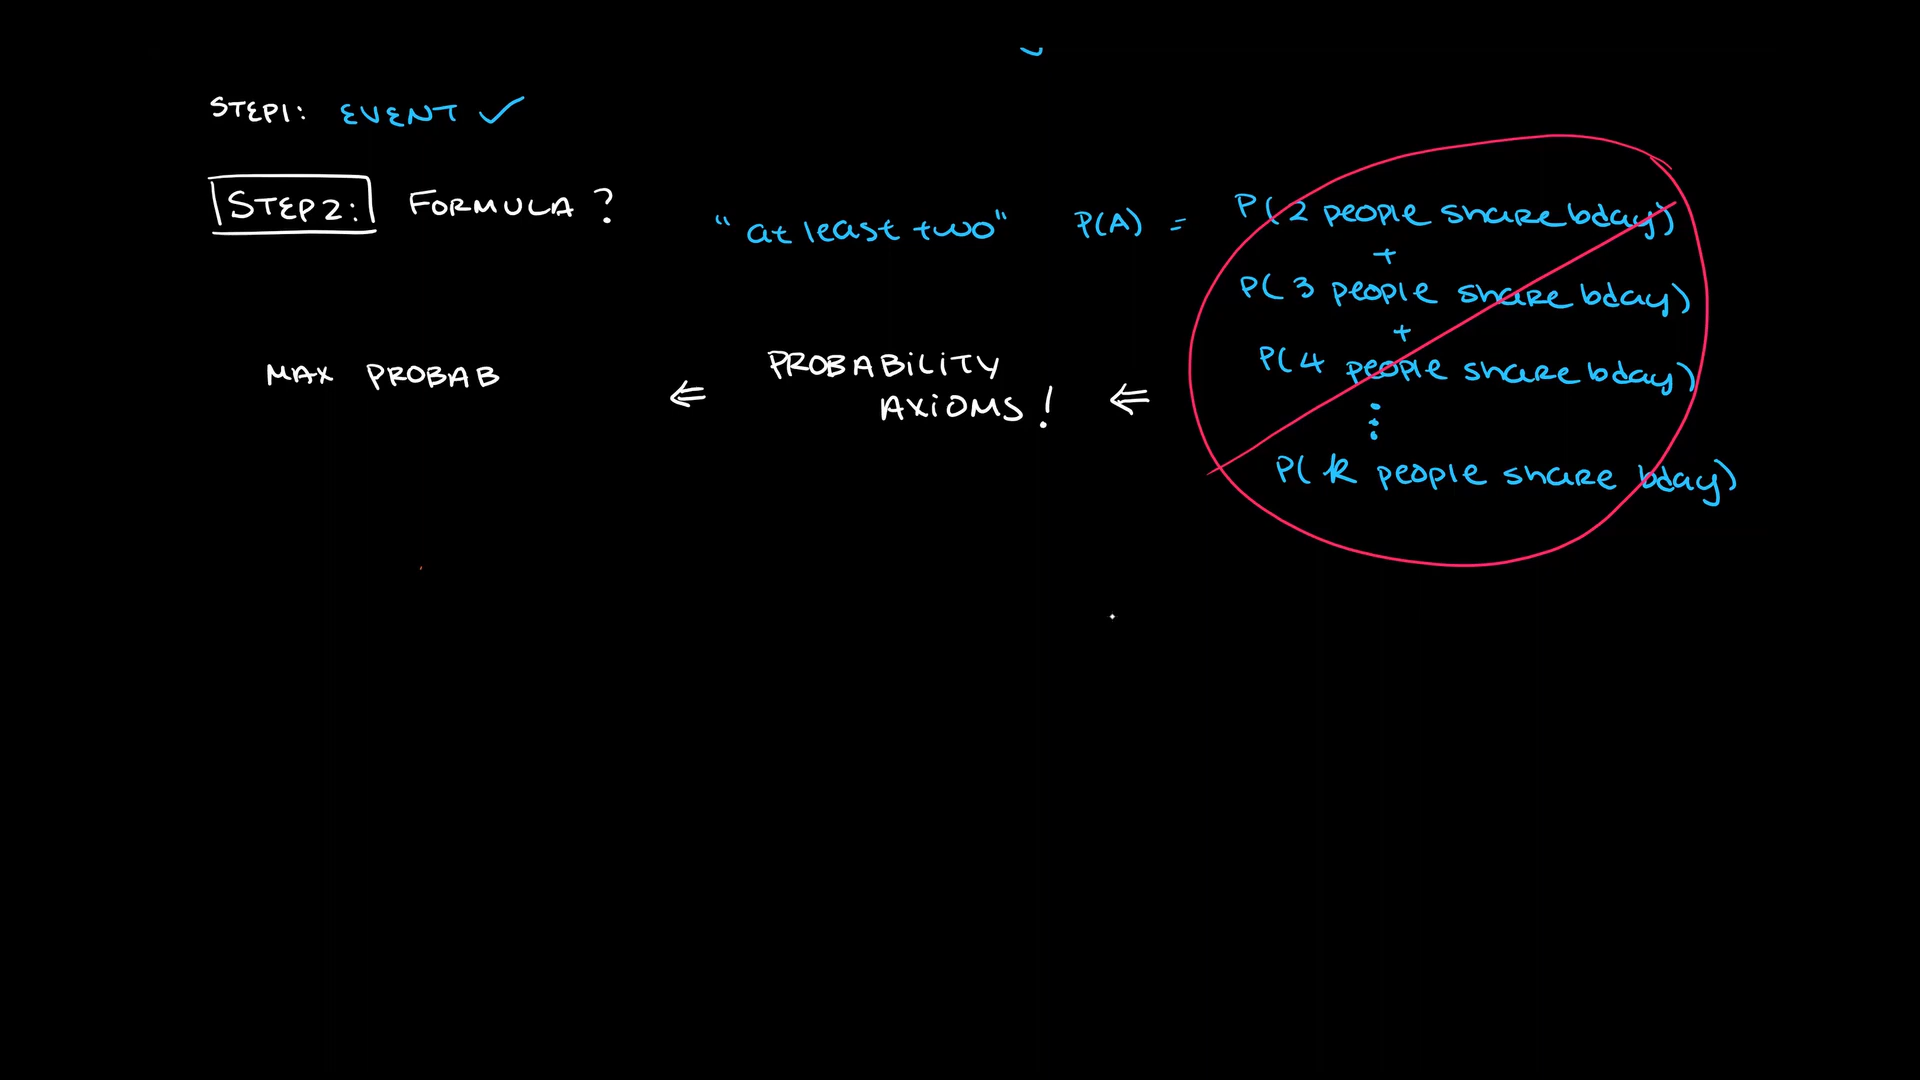 STEP1: EVENT ✓
STEP2: FORMULA ?
"at least two" P(A) = P( 2 people share bday)
+
P( 3 people share bday)
+
P( 4 people share bday)
⋮
P( k people share bday)
MAX PROBAB ⇐ PROBABILITY AXIOMS! ⇐